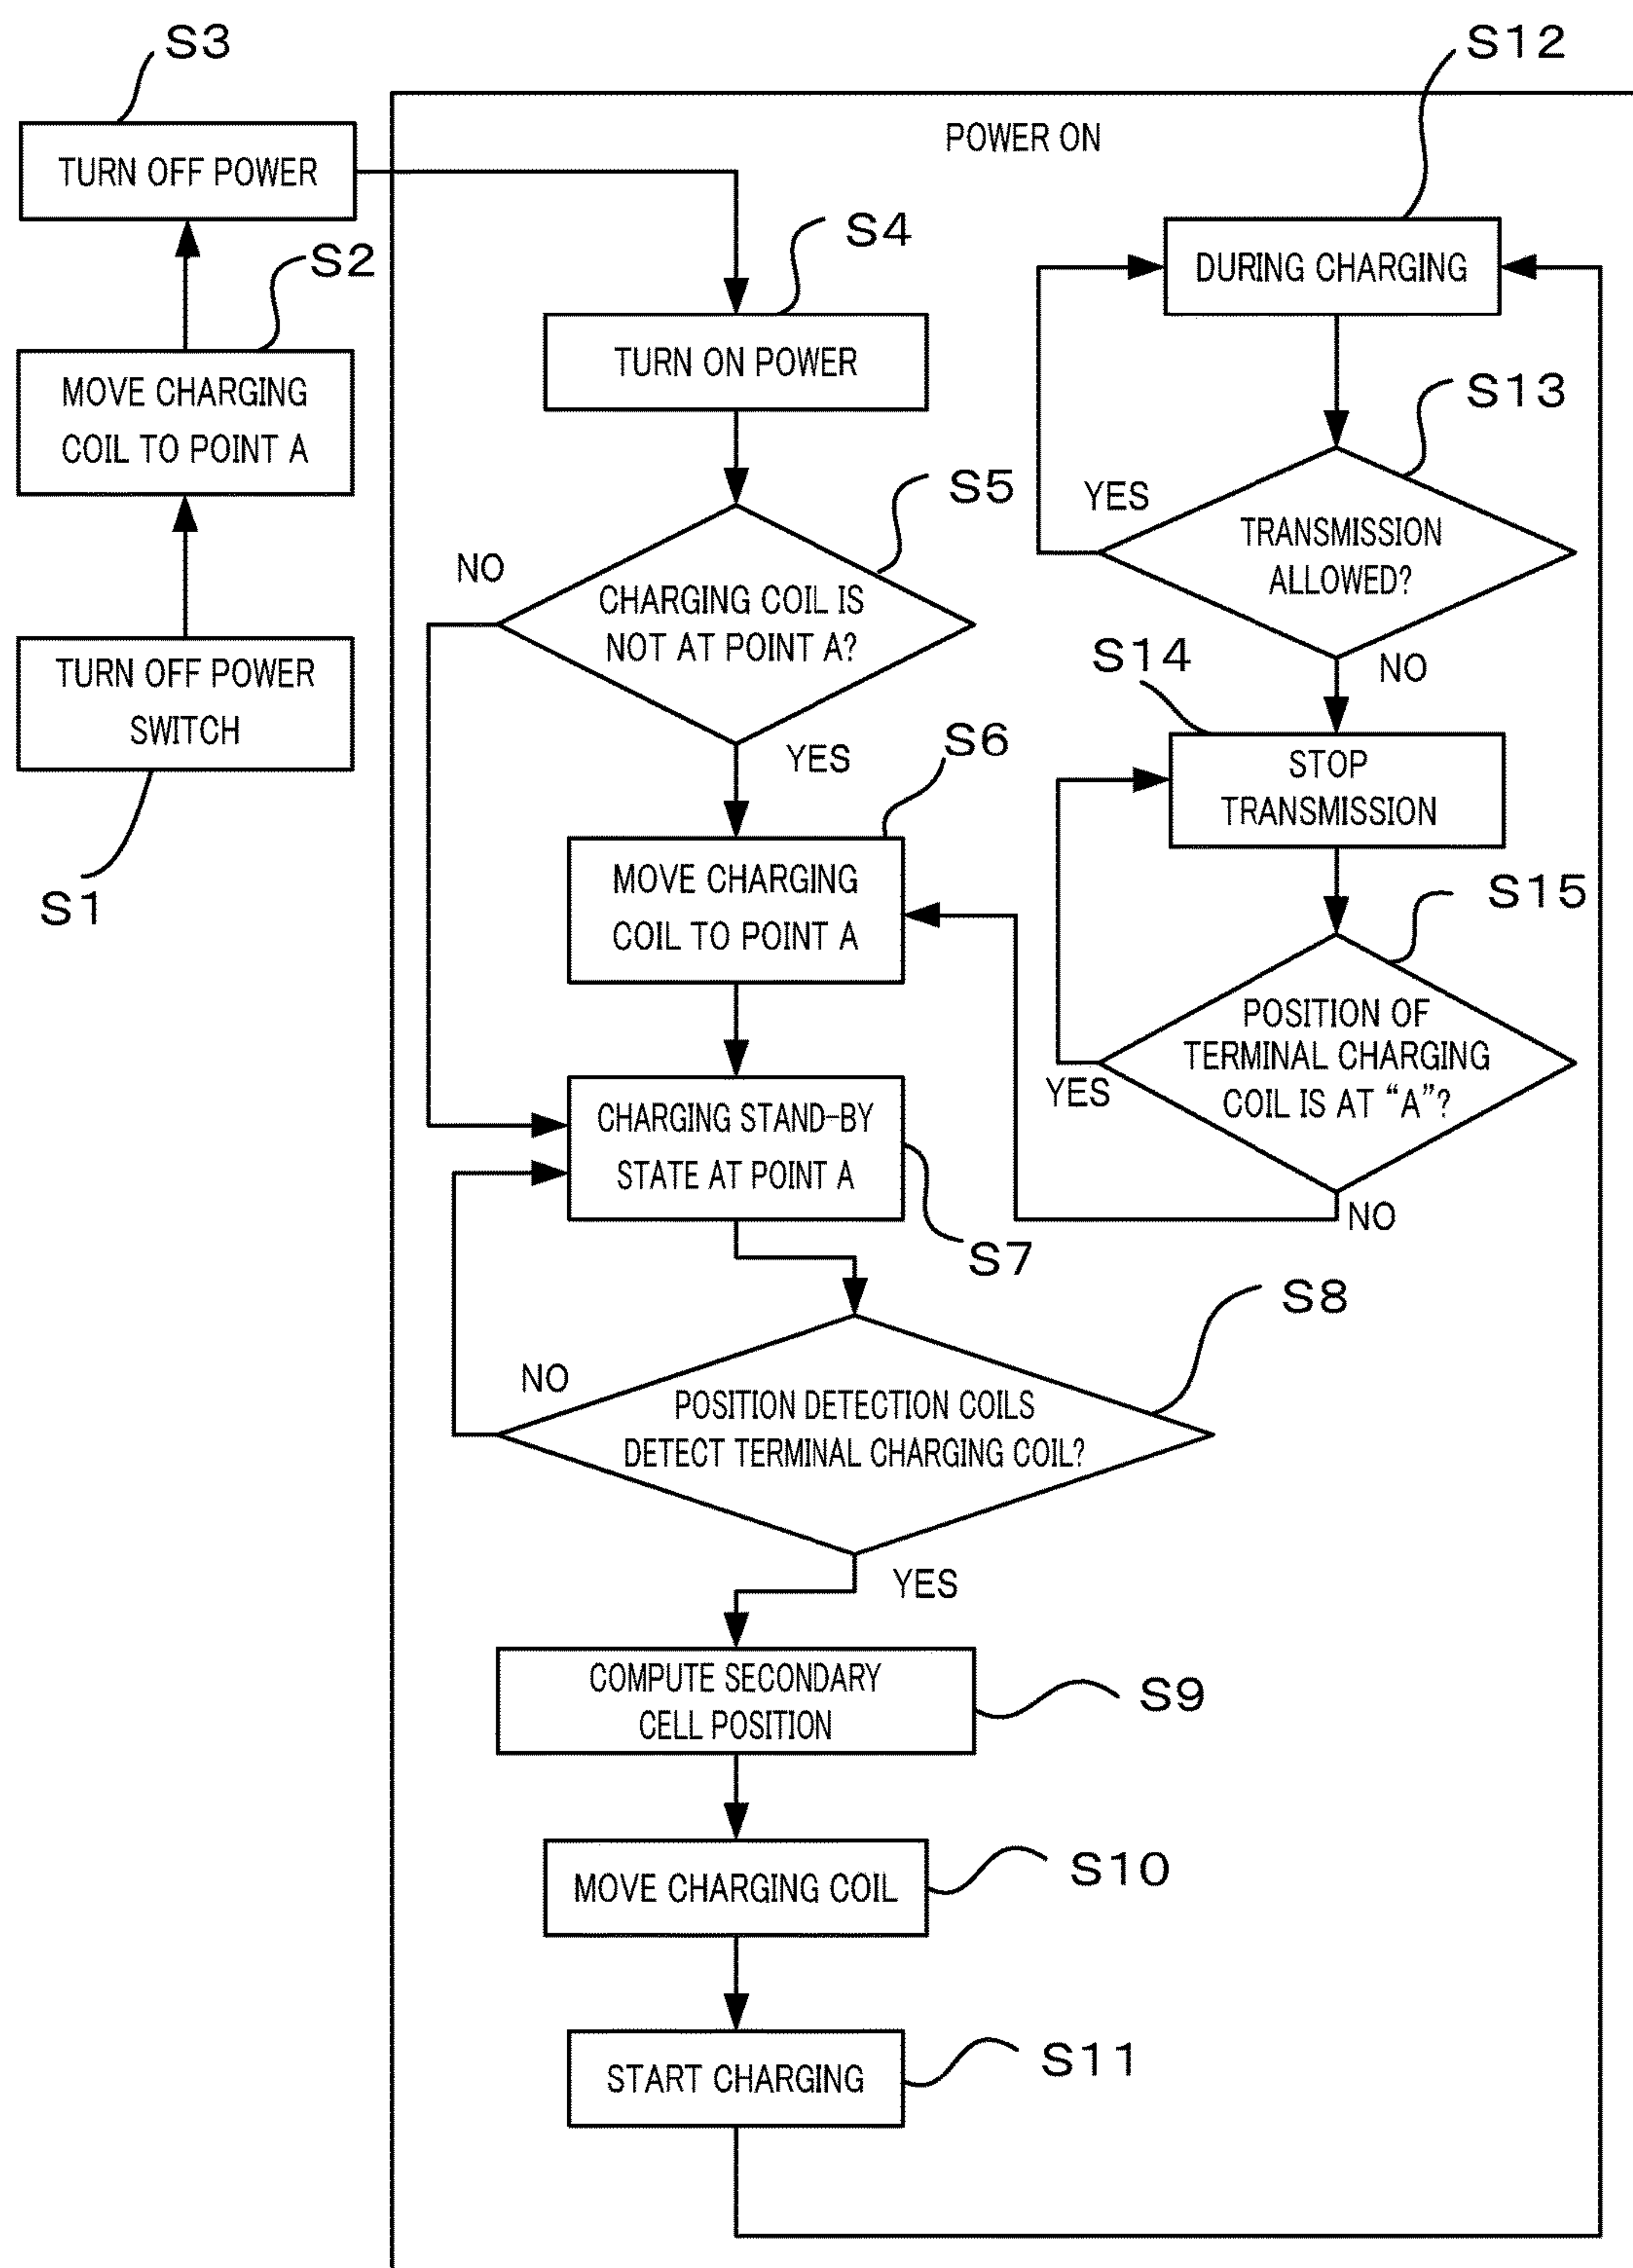 S3
TURN OFF POWER
S2
MOVE CHARGING
COIL TO POINT A
TURN OFF POWER
SWITCH
S1
POWER ON
S4
TURN ON POWER
S5
NO
CHARGING COIL IS
NOT AT POINT A?
YES
S6
MOVE CHARGING
COIL TO POINT A
CHARGING STAND-BY
STATE AT POINT A
S7
S8
NO
POSITION DETECTION COILS
DETECT TERMINAL CHARGING COIL?
YES
COMPUTE SECONDARY
CELL POSITION
S9
MOVE CHARGING COIL
S10
START CHARGING
S11
S12
DURING CHARGING
S13
YES
TRANSMISSION
ALLOWED?
NO
S14
STOP
TRANSMISSION
S15
POSITION OF
TERMINAL CHARGING
COIL IS AT “A”?
YES
NO